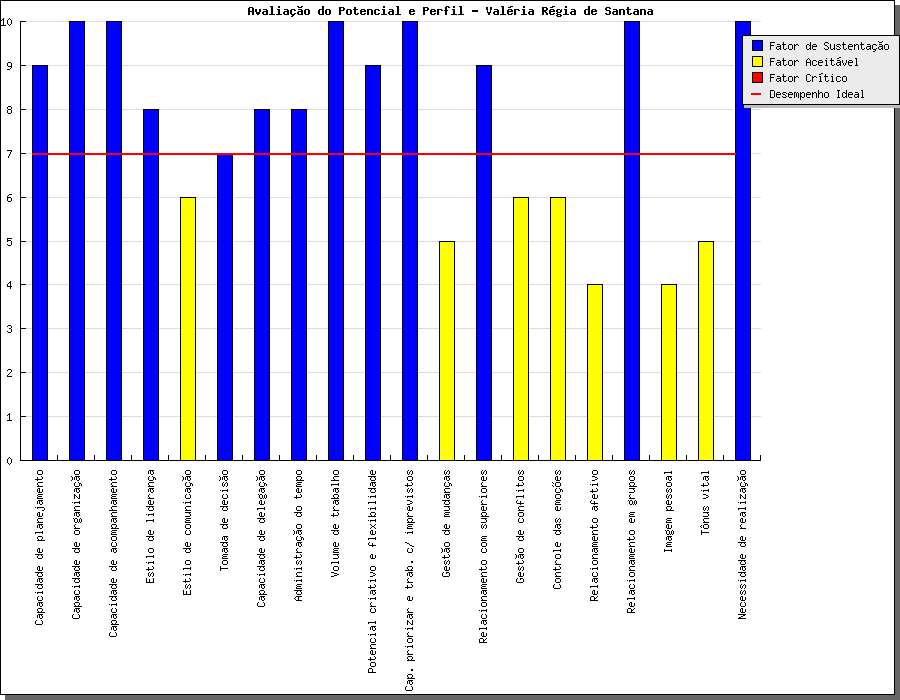 Avaliação do Potencial e Perfil - Valéria Régia de Santana
10
9
8
7
6
5
4
3
2
1
0
Fator de Sustentação
Fator Aceitável
Fator Crítico
Desempenho Ideal
Capacidade de planejamento
Capacidade de organização
Capacidade de acompanhamento
Estilo de liderança
Estilo de comunicação
Tomada de decisão
Capacidade de delegação
Administração do tempo
Volume de trabalho
Potencial criativo e flexibilidade
Cap. priorizar e trab. c/ imprevistos
Gestão de mudanças
Relacionamento com superiores
Gestão de conflitos
Controle das emoções
Relacionamento afetivo
Relacionamento em grupos
Imagem pessoal
Tônus vital
Necessidade de realização